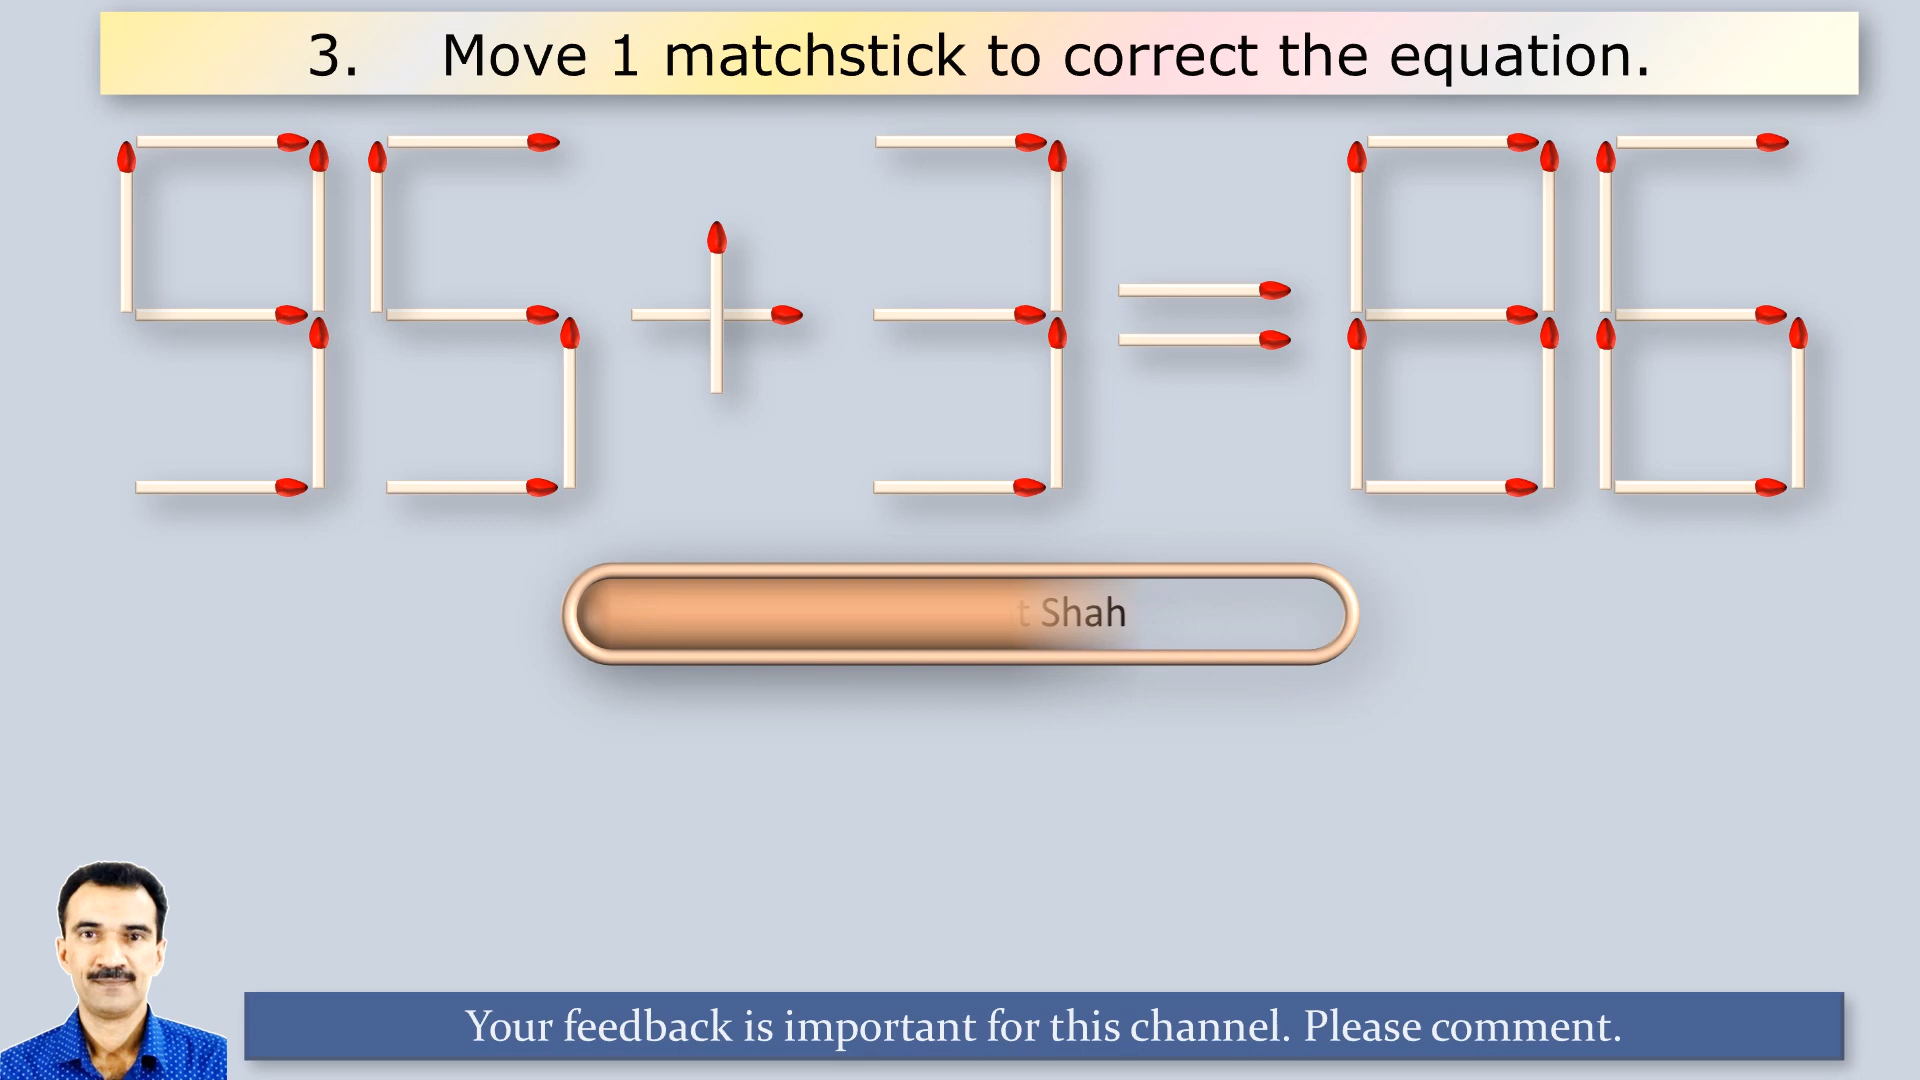 3. Move 1 matchstick to correct the equation.
95+3=86
Shah
Your feedback is important for this channel. Please comment.